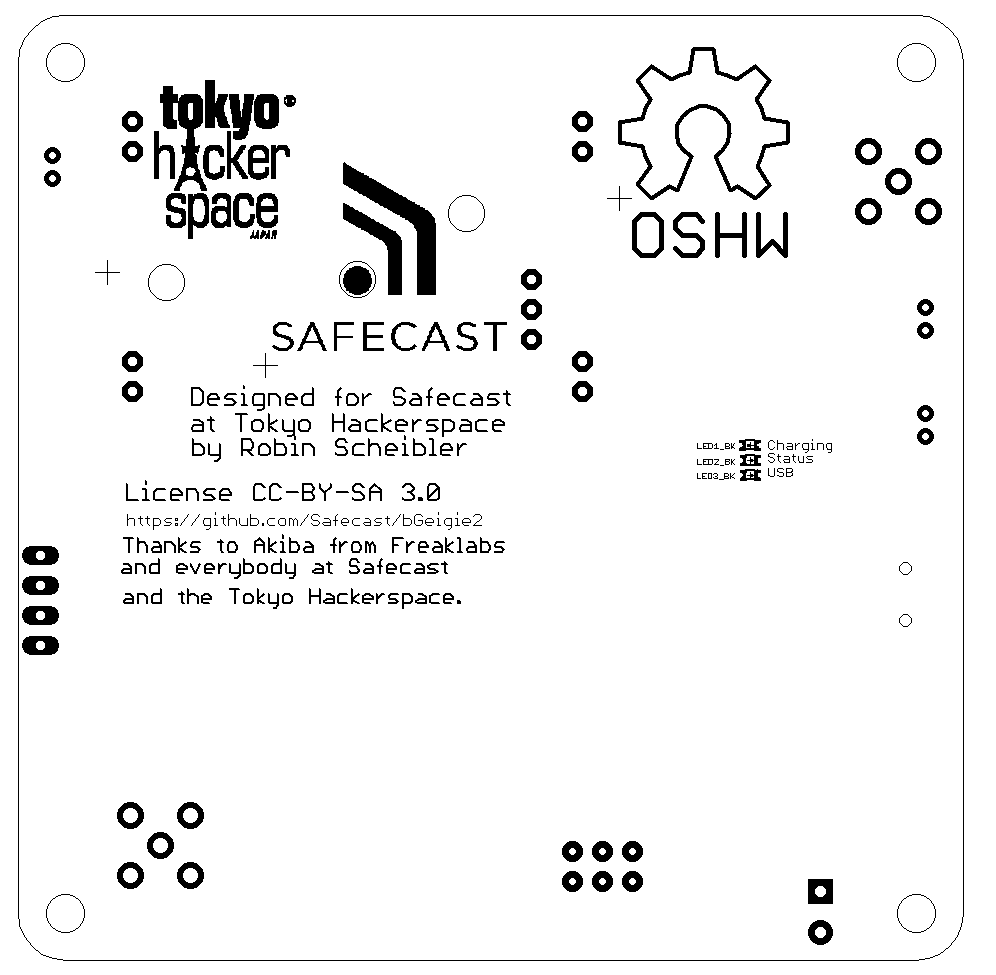 tokyo®
hacker
space
JAPAN
OSHW
SAFECAST
Designed for Safecast
at Tokyo Hackerspace
by Robin Scheibler
LED1_BK Charging
LED2_BK Status
LED3_BK USB
License CC-BY-SA 3.0
https://github.com/Safecast/bGeigie2
Thanks to Akiba from Freaklabs
and everybody at Safecast
and the Tokyo Hackerspace.